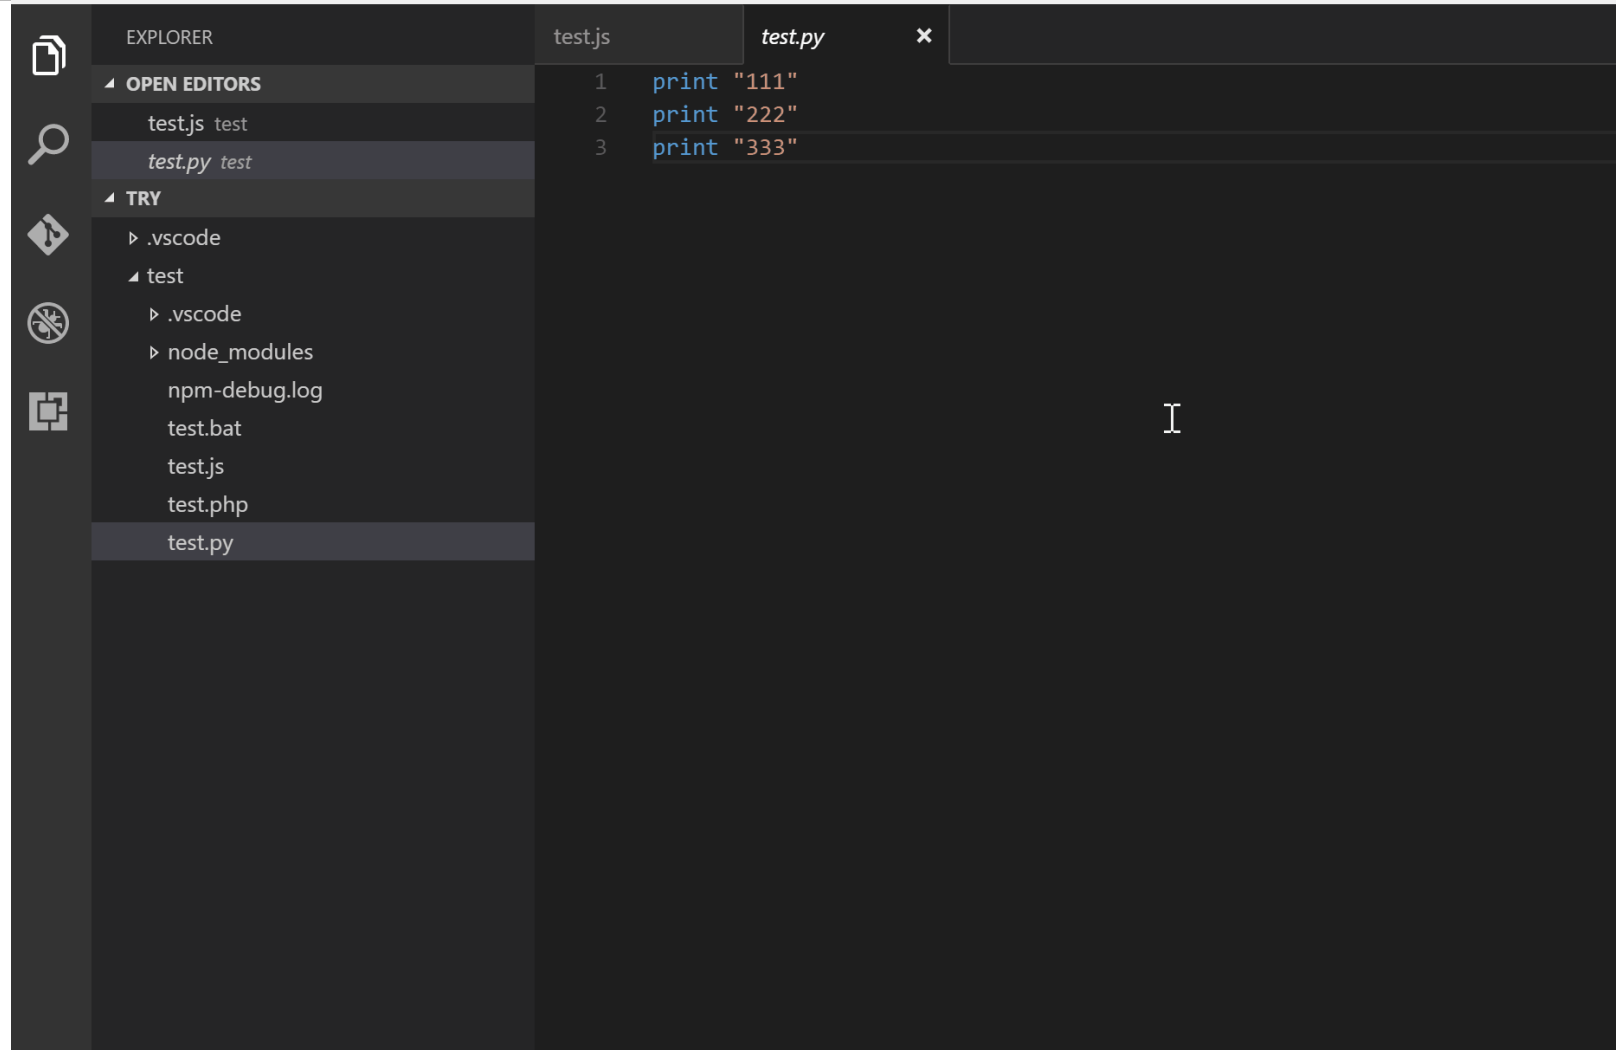 EXPLORER
OPEN EDITORS
test.js test
test.py test
TRY
.vscode
test
.vscode
node_modules
npm-debug.log
test.bat
test.js
test.php
test.py
test.js
test.py
1 print "111"
2 print "222"
3 print "333"